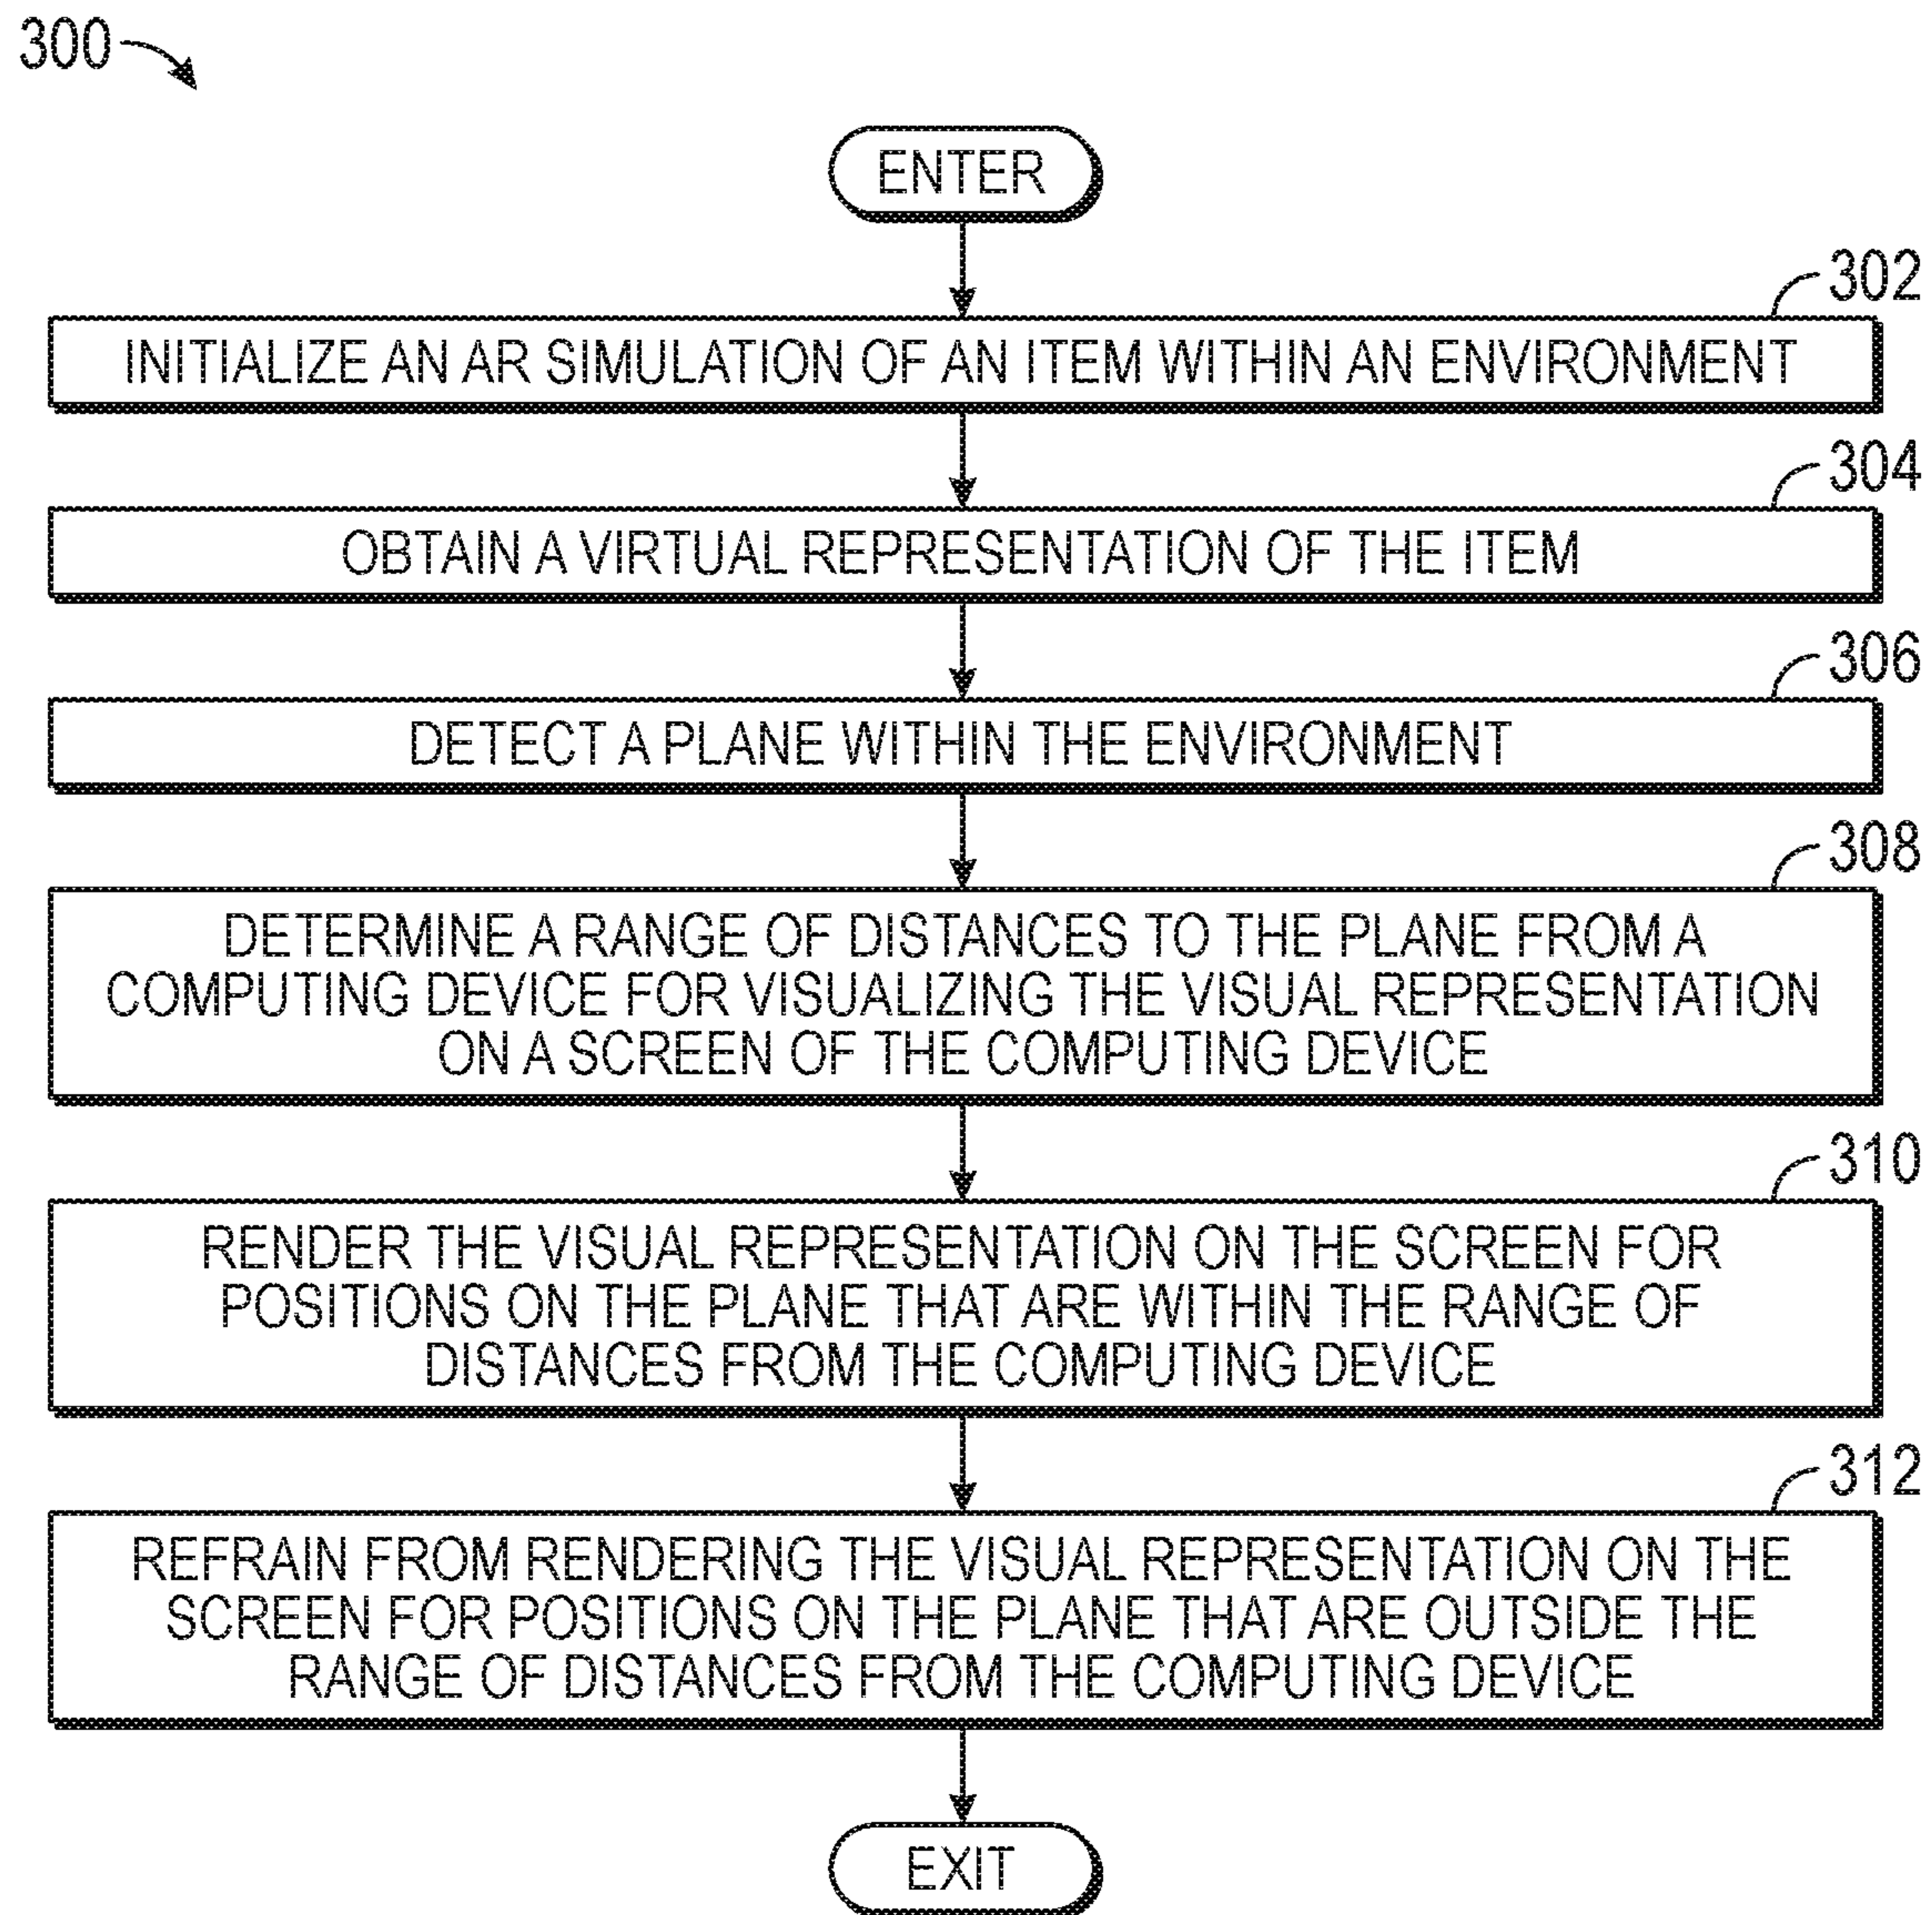 300
ENTER
302
INITIALIZE AN AR SIMULATION OF AN ITEM WITHIN AN ENVIRONMENT
304
OBTAIN A VIRTUAL REPRESENTATION OF THE ITEM
306
DETECT A PLANE WITHIN THE ENVIRONMENT
308
DETERMINE A RANGE OF DISTANCES TO THE PLANE FROM A
COMPUTING DEVICE FOR VISUALIZING THE VISUAL REPRESENTATION
ON A SCREEN OF THE COMPUTING DEVICE
310
RENDER THE VISUAL REPRESENTATION ON THE SCREEN FOR
POSITIONS ON THE PLANE THAT ARE WITHIN THE RANGE OF
DISTANCES FROM THE COMPUTING DEVICE
312
REFRAIN FROM RENDERING THE VISUAL REPRESENTATION ON THE
SCREEN FOR POSITIONS ON THE PLANE THAT ARE OUTSIDE THE
RANGE OF DISTANCES FROM THE COMPUTING DEVICE
EXIT